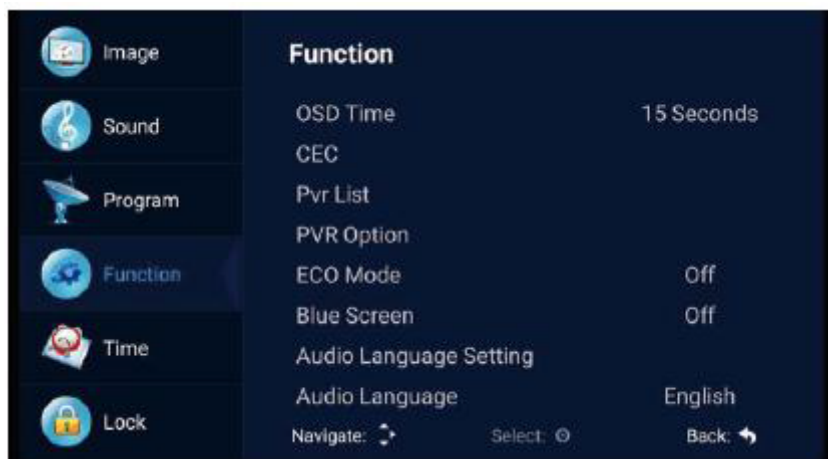 Image
Sound
Program
Function
Time
Lock
Function
OSD Time 15 Seconds
CEC
Pvr List
PVR Option
ECO Mode Off
Blue Screen Off
Audio Language Setting
Audio Language English
Navigate: Select: Back: